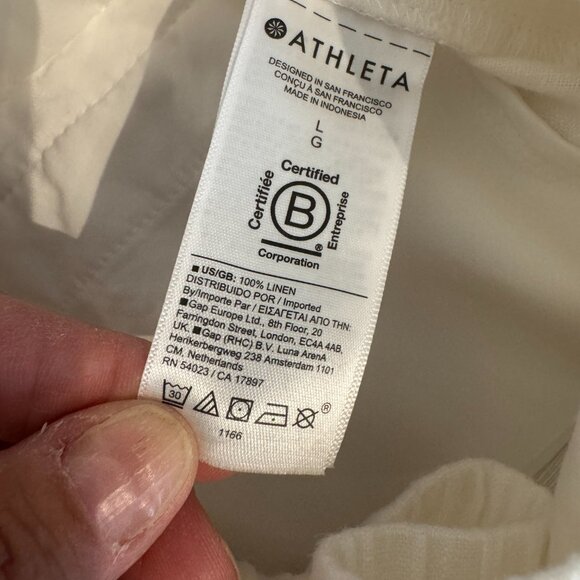 ATHLETA
DESIGNED IN SAN FRANCISCO
CONÇU À SAN FRANCISCO
MADE IN INDONESIA
L
G
Certified
Certifiée
B
®
Entreprise
Corporation
■ US/GB: 100% LINEN
DISTRIBUIDO POR / Imported
By/Importe Par / ΕΙΣΑΓΕΤΑΙ ΑΠΟ ΤΗΝ:
■Gap Europe Ltd., 8th Floor, 20
Farringdon Street, London, EC4A 4AB.
UK.■Gap (RHC) B.V. Luna ArenA
Herikerbergweg 238 Amsterdam 1101
CM. Netherlands
RN 54023 / CA 17897
30
®
1166